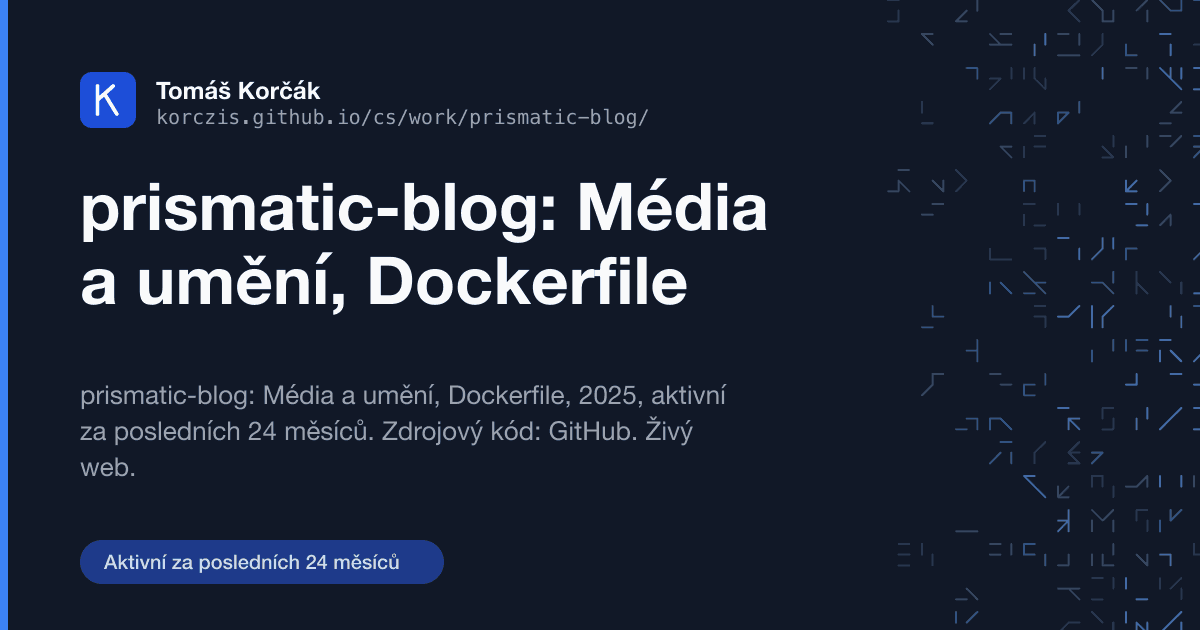 K
Tomáš Korčák
korczis.github.io/cs/work/prismatic-blog/
prismatic-blog: Média
a umění, Dockerfile
prismatic-blog: Média a umění, Dockerfile, 2025, aktivní
za posledních 24 měsíců. Zdrojový kód: GitHub. Živý
web.
Aktivní za posledních 24 měsíců